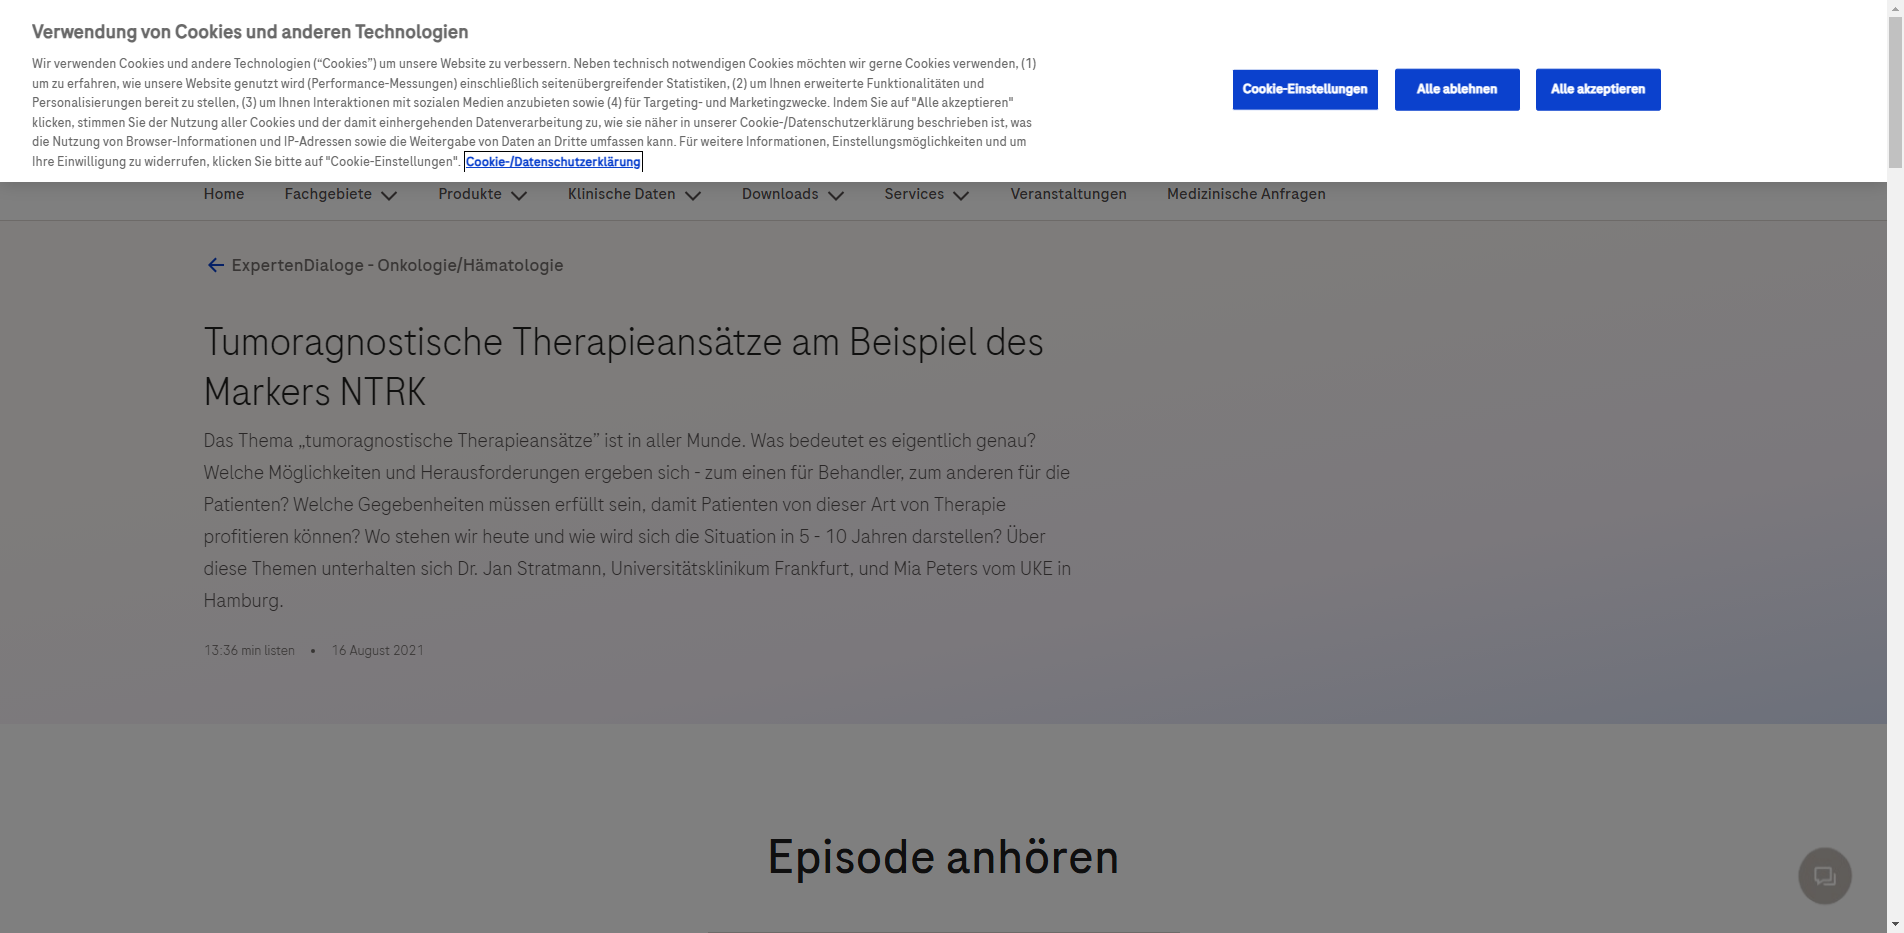 Verwendung von Cookies und anderen Technologien
Wir verwenden Cookies und andere Technologien (“Cookies”) um unsere Website zu verbessern. Neben technisch notwendigen Cookies möchten wir gerne Cookies verwenden, (1)
um zu erfahren, wie unsere Website genutzt wird (Performance-Messungen) einschließlich seitenübergreifender Statistiken, (2) um Ihnen erweiterte Funktionalitäten und
Personalisierungen bereit zu stellen, (3) um Ihnen Interaktionen mit sozialen Medien anzubieten sowie (4) für Targeting- und Marketingzwecke. Indem Sie auf "Alle akzeptieren"
klicken, stimmen Sie der Nutzung aller Cookies und der damit einhergehenden Datenverarbeitung zu, wie sie näher in unserer Cookie-/Datenschutzerklärung beschrieben ist, was
die Nutzung von Browser-Informationen und IP-Adressen sowie die Weitergabe von Daten an Dritte umfassen kann. Für weitere Informationen, Einstellungsmöglichkeiten und um
Ihre Einwilligung zu widerrufen, klicken Sie bitte auf "Cookie-Einstellungen". Cookie-/Datenschutzerklärung
Cookie-Einstellungen Alle ablehnen Alle akzeptieren
Home Fachgebiete Produkte Klinische Daten Downloads Services Veranstaltungen Medizinische Anfragen
ExpertenDialoge - Onkologie/Hämatologie
Tumoragnostische Therapieansätze am Beispiel des
Markers NTRK
Das Thema „tumoragnostische Therapieansätze” ist in aller Munde. Was bedeutet es eigentlich genau?
Welche Möglichkeiten und Herausforderungen ergeben sich - zum einen für Behandler, zum anderen für die
Patienten? Welche Gegebenheiten müssen erfüllt sein, damit Patienten von dieser Art von Therapie
profitieren können? Wo stehen wir heute und wie wird sich die Situation in 5 - 10 Jahren darstellen? Über
diese Themen unterhalten sich Dr. Jan Stratmann, Universitätsklinikum Frankfurt, und Mia Peters vom UKE in
Hamburg.
13:36 min listen • 16 August 2021
Episode anhören